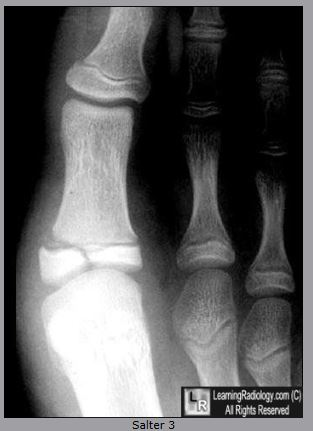 LR
LearningRadiology.com (C)
All Rights Reserved
Salter 3